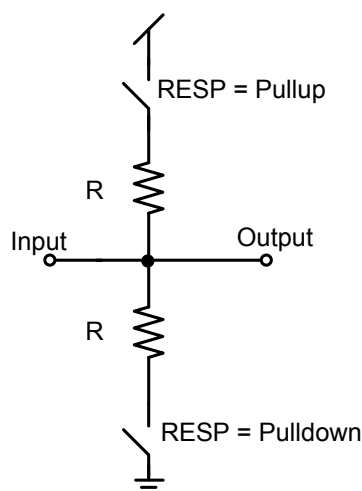 RESP = Pullup
R
Input
Output
R
RESP = Pulldown